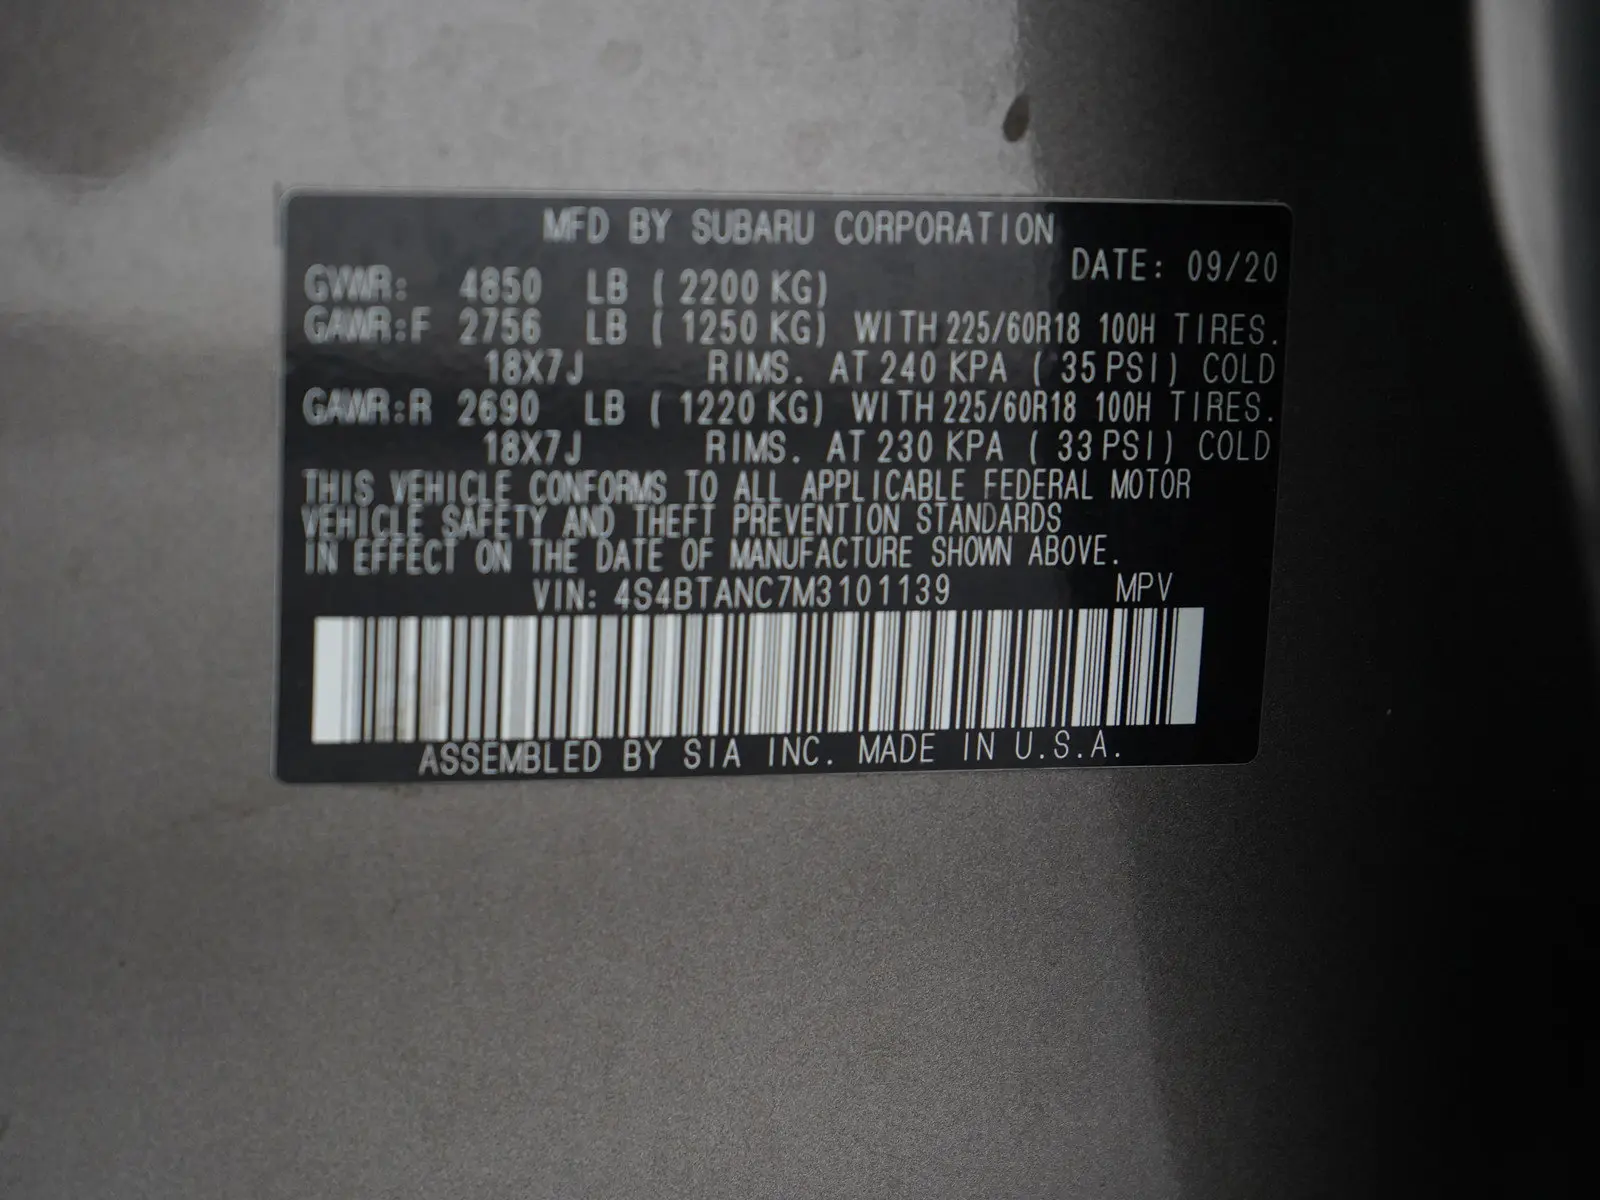 MFD BY SUBARU CORPORATION
DATE: 09/20
GVWR: 4850 LB ( 2200 KG)
GAWR:F 2756 LB ( 1250 KG) WITH 225/60R18 100H TIRES.
18X7J RIMS. AT 240 KPA ( 35 PSI) COLD
GAWR:R 2690 LB ( 1220 KG) WITH 225/60R18 100H TIRES.
18X7J RIMS. AT 230 KPA ( 33 PSI) COLD
THIS VEHICLE CONFORMS TO ALL APPLICABLE FEDERAL MOTOR
VEHICLE SAFETY AND THEFT PREVENTION STANDARDS
IN EFFECT ON THE DATE OF MANUFACTURE SHOWN ABOVE.
VIN: 4S4BTANC7M3101139 MPV
ASSEMBLED BY SIA INC. MADE IN U.S.A.